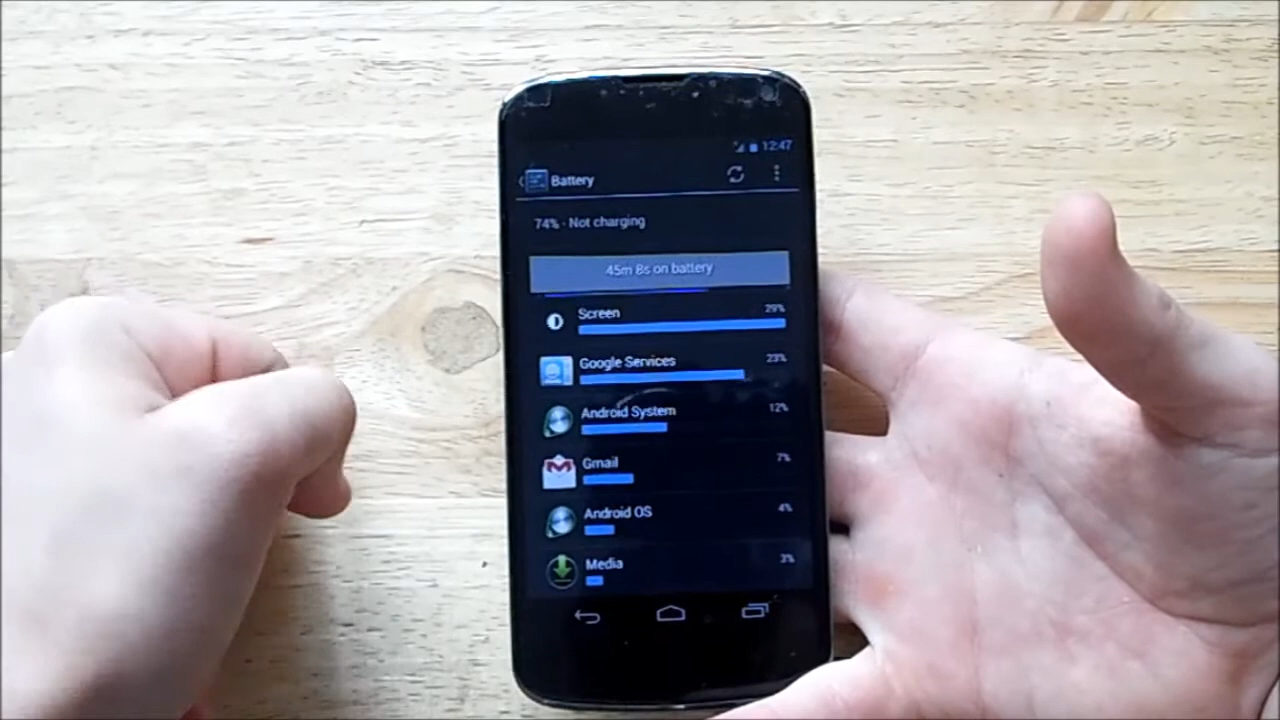 12:47
Battery
74% - Not charging
45m 8s on battery
Screen 29%
Google Services 23%
Android System 12%
Gmail 7%
Android OS 4%
Media 3%